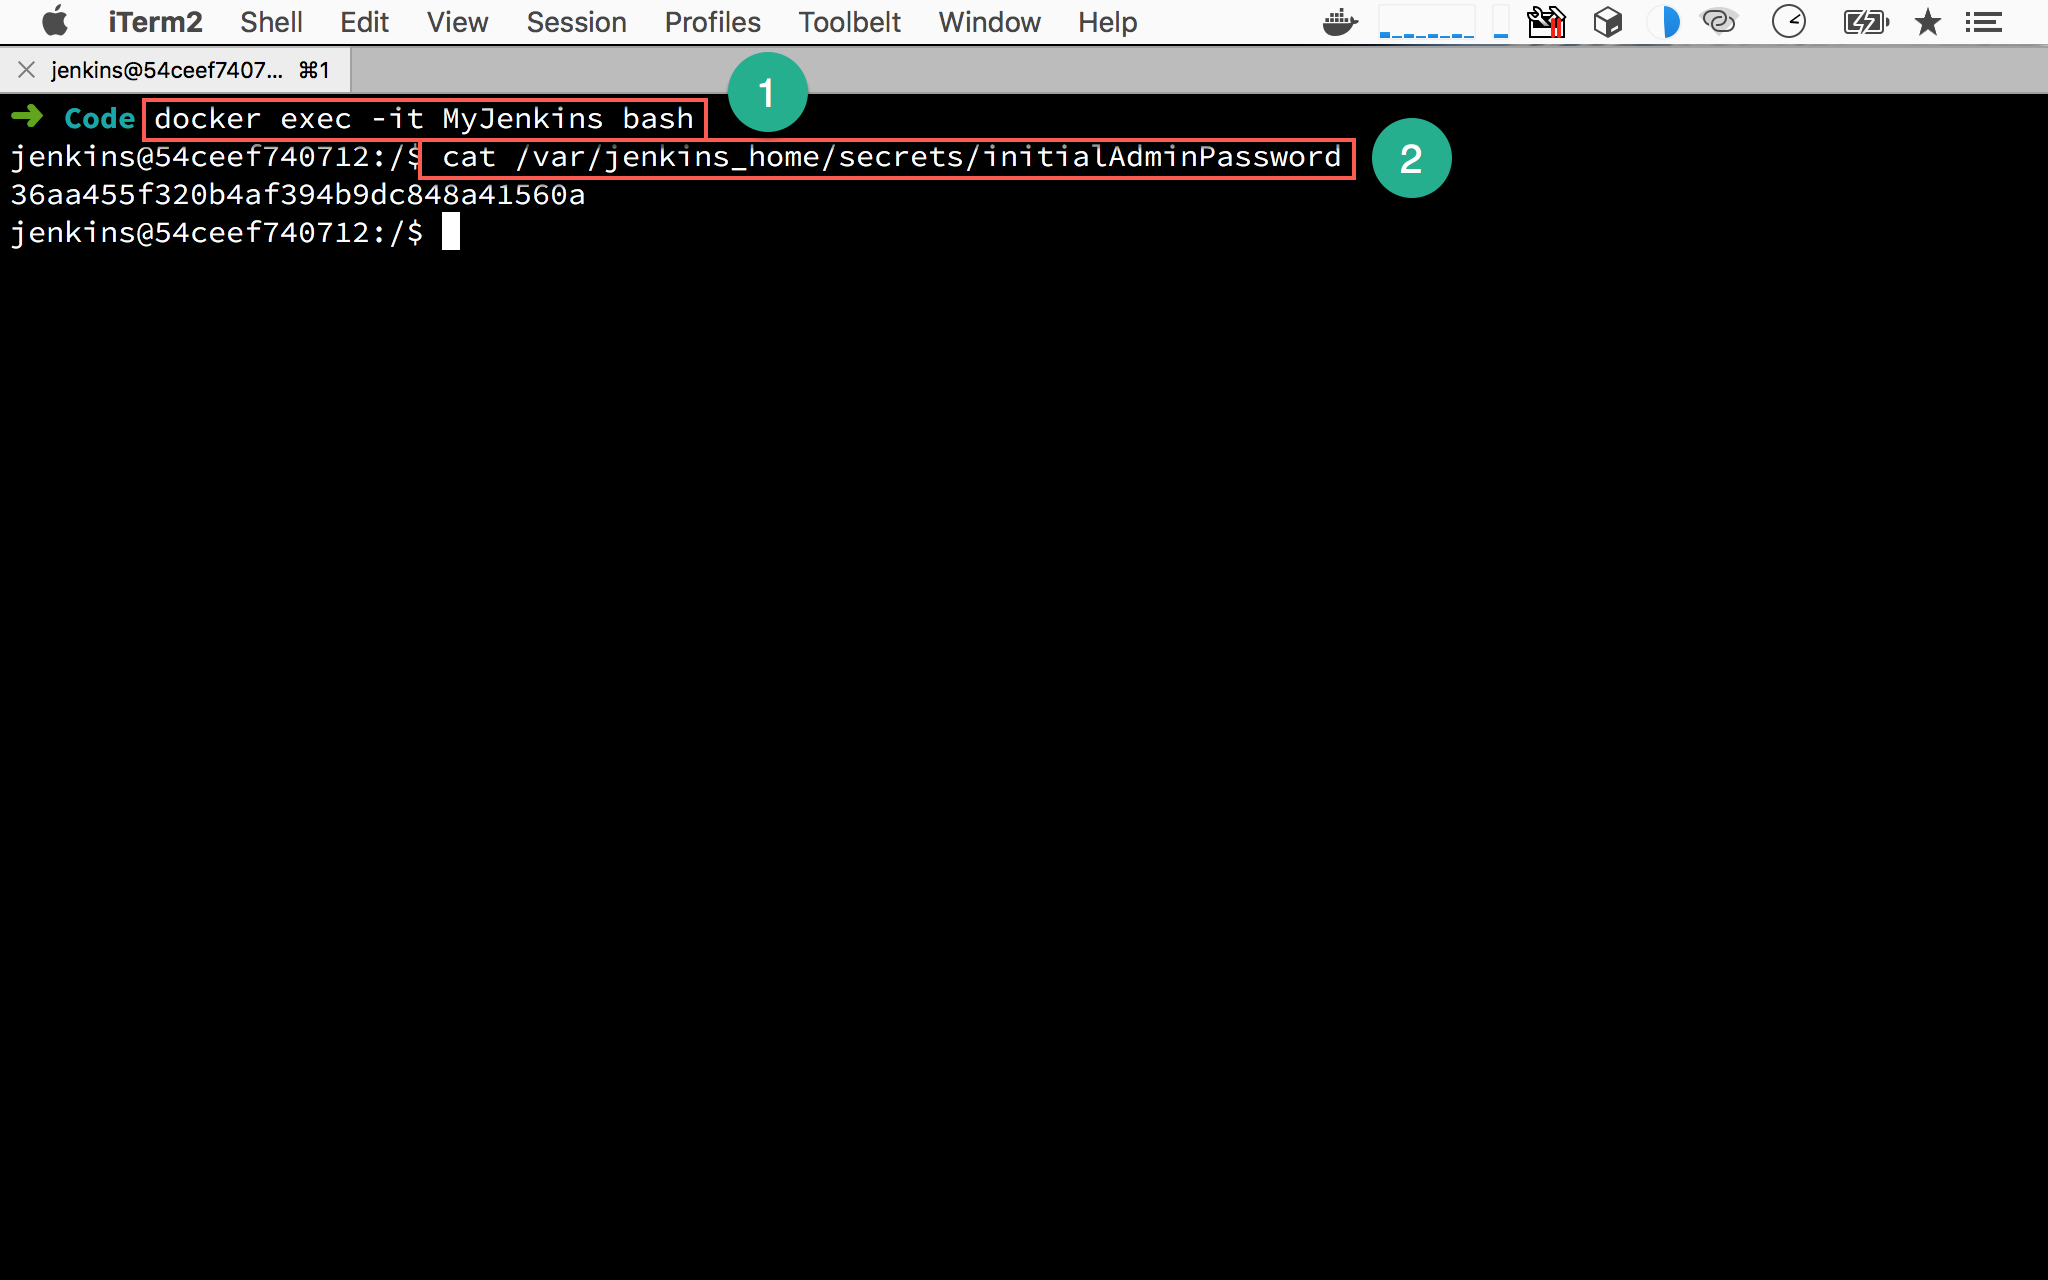 iTerm2 Shell Edit View Session Profiles Toolbelt Window Help
jenkins@54ceef7407... ⌘1
1
➜ Code docker exec -it MyJenkins bash
jenkins@54ceef740712:/$ cat /var/jenkins_home/secrets/initialAdminPassword
2
36aa455f320b4af394b9dc848a41560a
jenkins@54ceef740712:/$